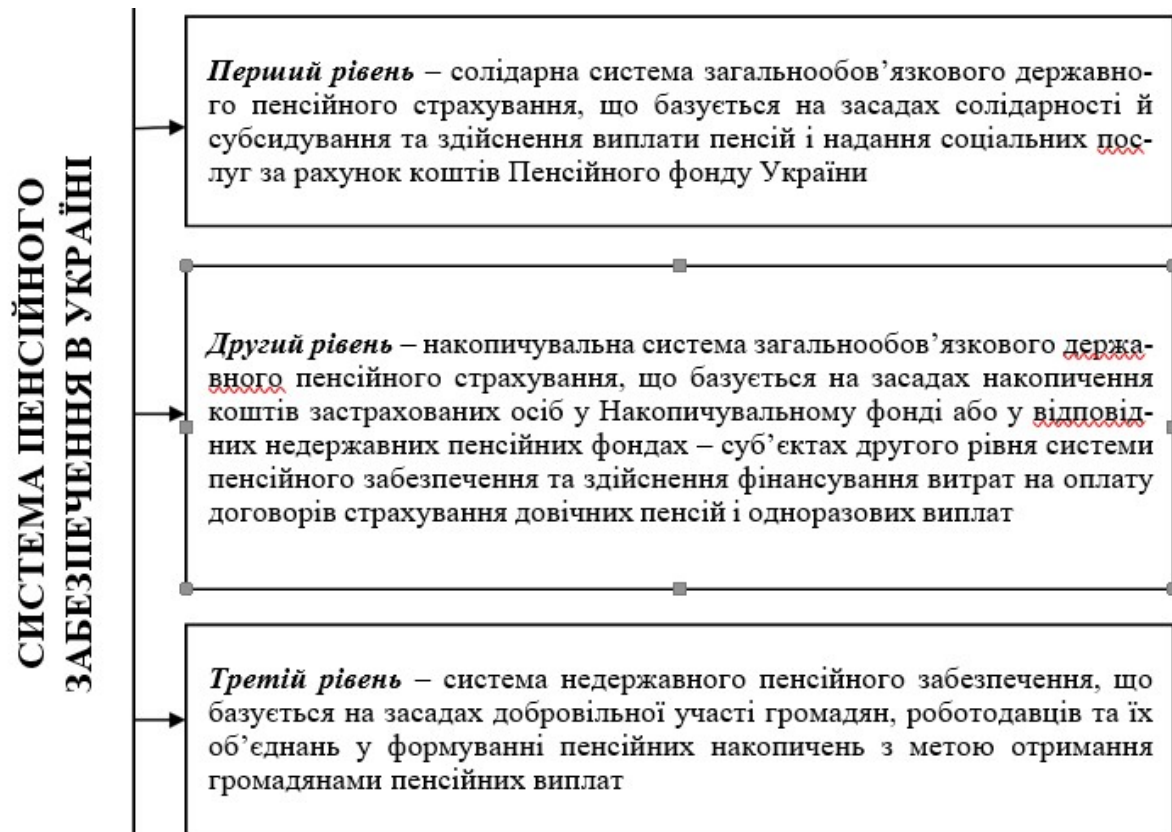 СИСТЕМА ПЕНСІЙНОГО
ЗАБЕЗПЕЧЕННЯ В УКРАЇНІ
Перший рівень – солідарна система загальнообов’язкового державно-
го пенсійного страхування, що базується на засадах солідарності й
субсидування та здійснення виплати пенсій і надання соціальних пос-
луг за рахунок коштів Пенсійного фонду України
Другий рівень – накопичувальна система загальнообов’язкового держа-
вного пенсійного страхування, що базується на засадах накопичення
коштів застрахованих осіб у Накопичувальному фонді або у відповід-
них недержавних пенсійних фондах – суб’єктах другого рівня системи
пенсійного забезпечення та здійснення фінансування витрат на оплату
договорів страхування довічних пенсій і одноразових виплат
Третій рівень – система недержавного пенсійного забезпечення, що
базується на засадах добровільної участі громадян, роботодавців та їх
об’єднань у формуванні пенсійних накопичень з метою отримання
громадянами пенсійних виплат